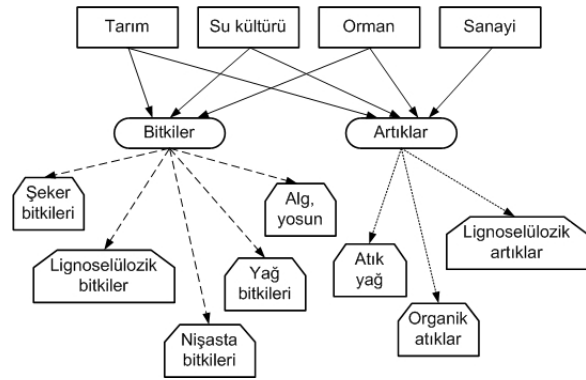 Tarım
Su kültürü
Orman
Sanayi
Bitkiler
Artıklar
Şeker
bitkileri
Alg,
yosun
Lignoselülozik
artıklar
Lignoselülozik
bitkiler
Yağ
bitkileri
Atık
yağ
Nişasta
bitkileri
Organik
atıklar